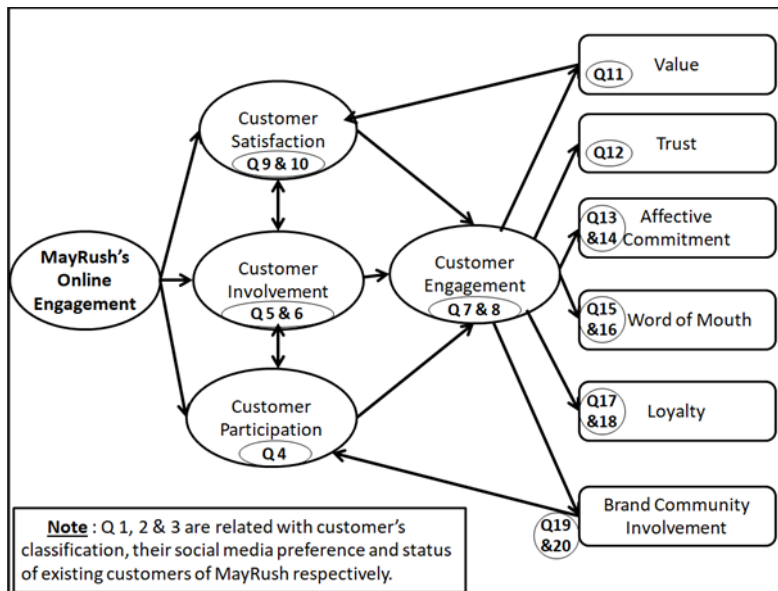 Customer
Satisfaction
Q 9 & 10
MayRush's
Online
Engagement
Customer
Involvement
Q 5 & 6
Customer
Participation
Q 4
Customer
Engagement
Q 7 & 8
Q11 Value
Q12 Trust
Q13 Affective
&14 Commitment
Q15
&16 Word of Mouth
Q17
&18 Loyalty
Brand Community
Involvement
Q19
&20
Note : Q 1, 2 & 3 are related with customer's
classification, their social media preference and status
of existing customers of MayRush respectively.